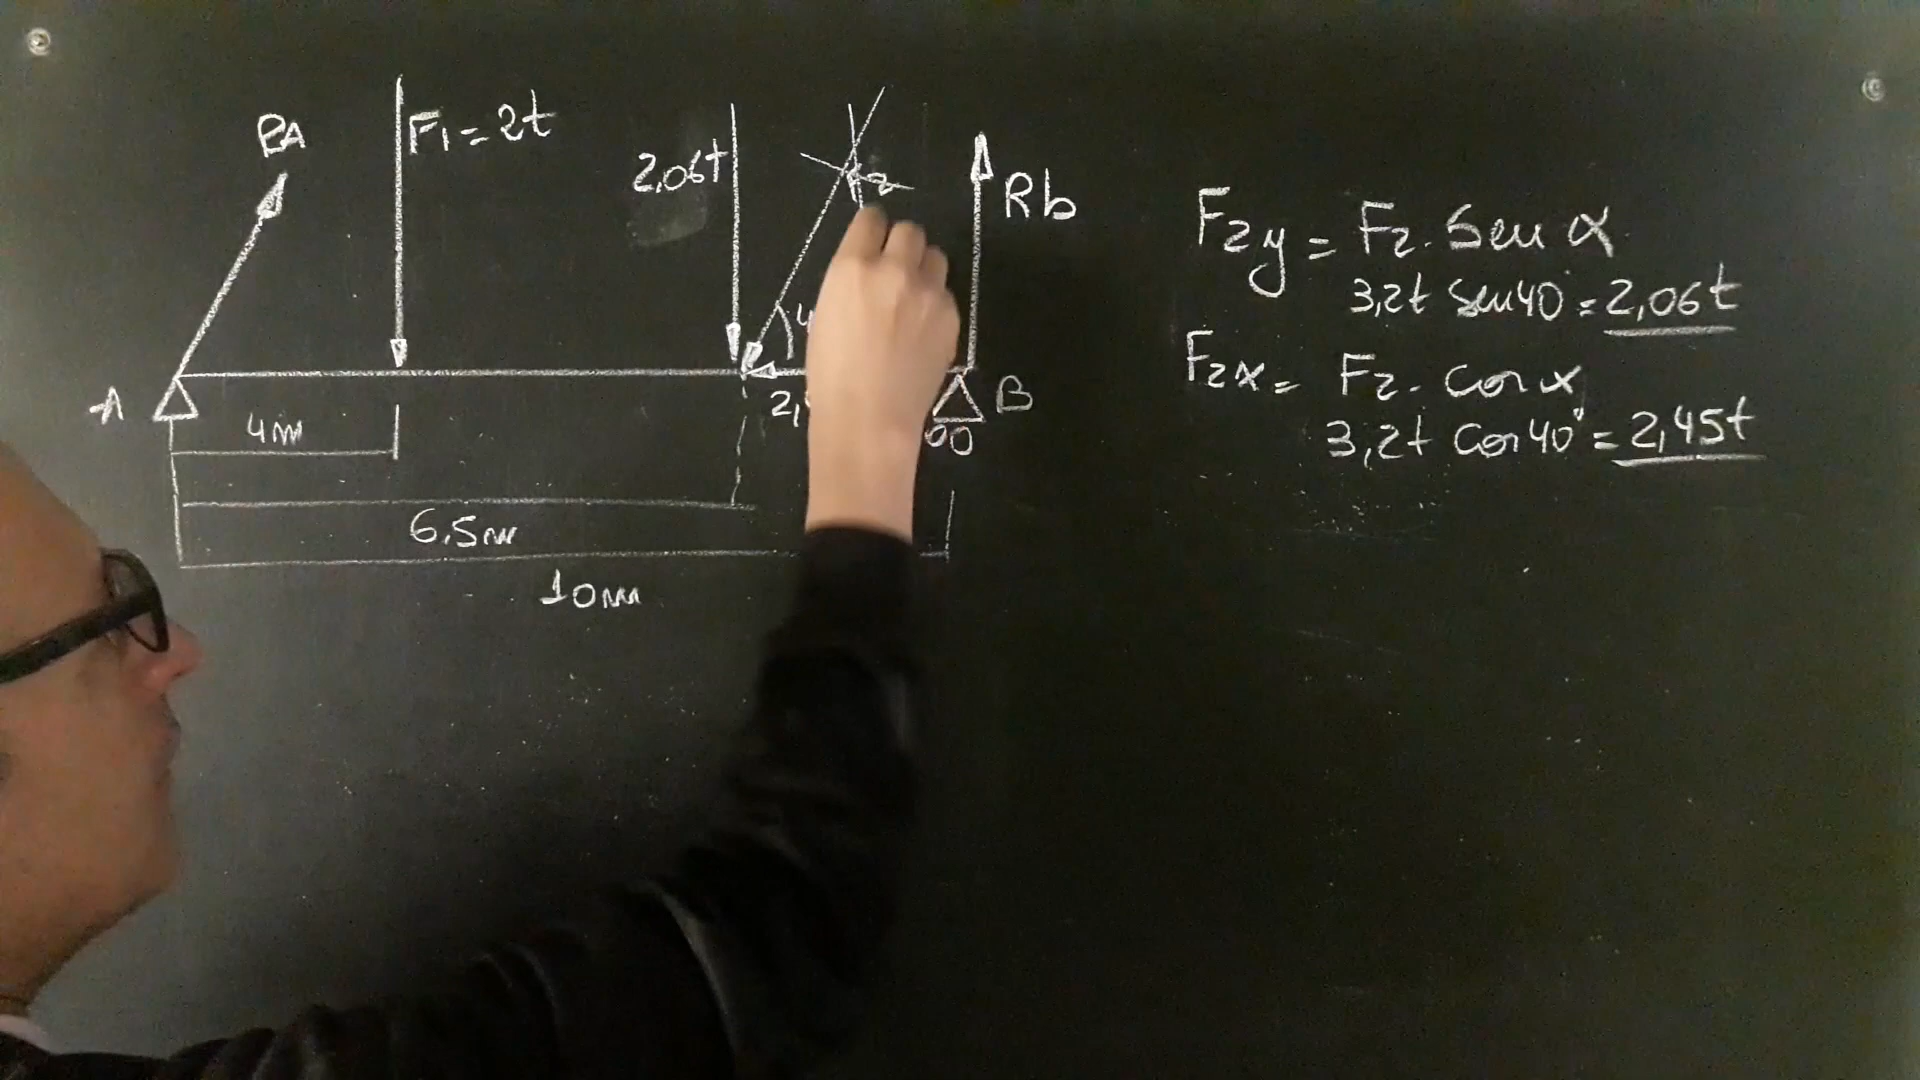 RA
F1 = 2t
2,06t
Rb
A
B
4m
6,5m
10m
F2y = F2 . Sen α
3,2t sen40 = 2,06t
F2x = F2 . Cos α
3,2t Cos40° = 2,45t